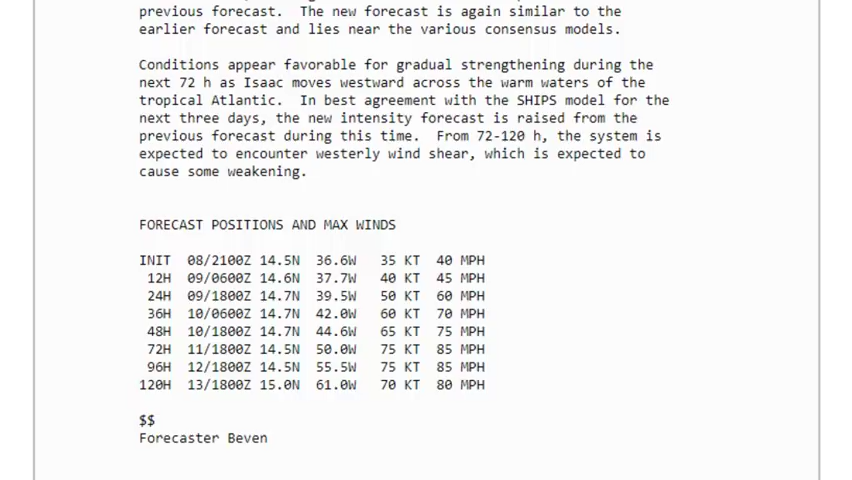 previous forecast.  The new forecast is again similar to the
earlier forecast and lies near the various consensus models.
Conditions appear favorable for gradual strengthening during the
next 72 h as Isaac moves westward across the warm waters of the
tropical Atlantic.  In best agreement with the SHIPS model for the
next three days, the new intensity forecast is raised from the
previous forecast during this time.  From 72-120 h, the system is
expected to encounter westerly wind shear, which is expected to
cause some weakening.
FORECAST POSITIONS AND MAX WINDS
INIT  08/2100Z 14.5N  36.6W   35 KT  40 MPH
12H  09/0600Z 14.6N  37.7W   40 KT  45 MPH
24H  09/1800Z 14.7N  39.5W   50 KT  60 MPH
36H  10/0600Z 14.7N  42.0W   60 KT  70 MPH
48H  10/1800Z 14.7N  44.6W   65 KT  75 MPH
72H  11/1800Z 14.5N  50.0W   75 KT  85 MPH
96H  12/1800Z 14.5N  55.5W   75 KT  85 MPH
120H  13/1800Z 15.0N  61.0W   70 KT  80 MPH
$$
Forecaster Beven